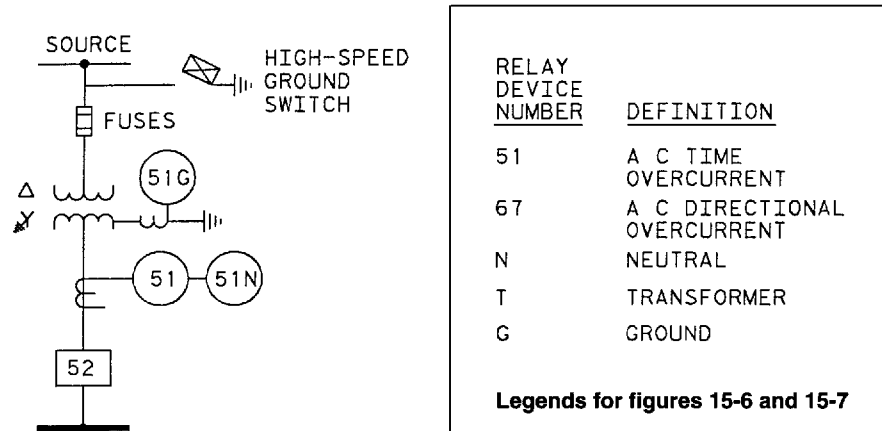 SOURCE
HIGH-SPEED
GROUND
SWITCH
FUSES
51G
Δ
Y
51
51N
52
RELAY
DEVICE
NUMBER DEFINITION
51 A C TIME
OVERCURRENT
67 A C DIRECTIONAL
OVERCURRENT
N NEUTRAL
T TRANSFORMER
G GROUND
Legends for figures 15-6 and 15-7